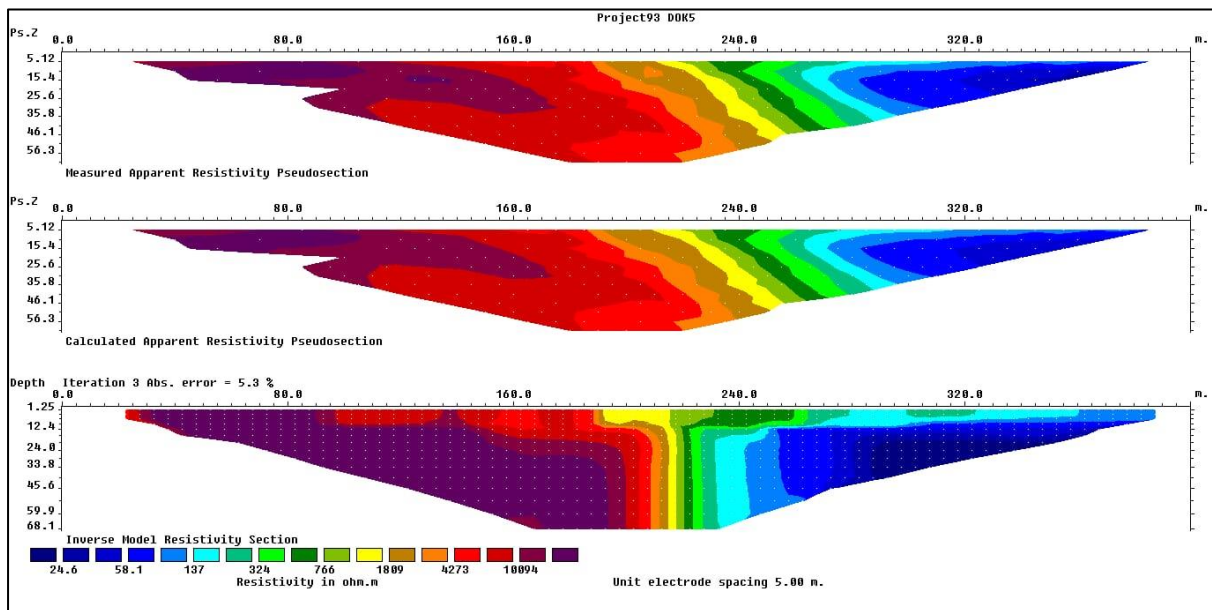 Project93 DOK5
Ps.Z 0.0 80.0 160.0 240.0 320.0 m.
5.12
15.4
25.6
35.8
46.1
56.3
Measured Apparent Resistivity Pseudosection
Ps.Z 0.0 80.0 160.0 240.0 320.0 m.
5.12
15.4
25.6
35.8
46.1
56.3
Calculated Apparent Resistivity Pseudosection
Depth Iteration 3 Abs. error = 5.3 %
0.0 80.0 160.0 240.0 320.0 m.
1.25
12.4
24.0
33.8
45.6
59.9
68.1
Inverse Model Resistivity Section
24.6 58.1 137 324 766 1809 4273 10094
Resistivity in ohm.m Unit electrode spacing 5.00 m.